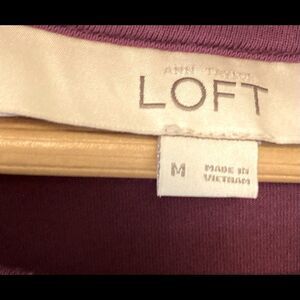 ANN TAYLOR
LOFT
M
MADE IN
VIETNAM